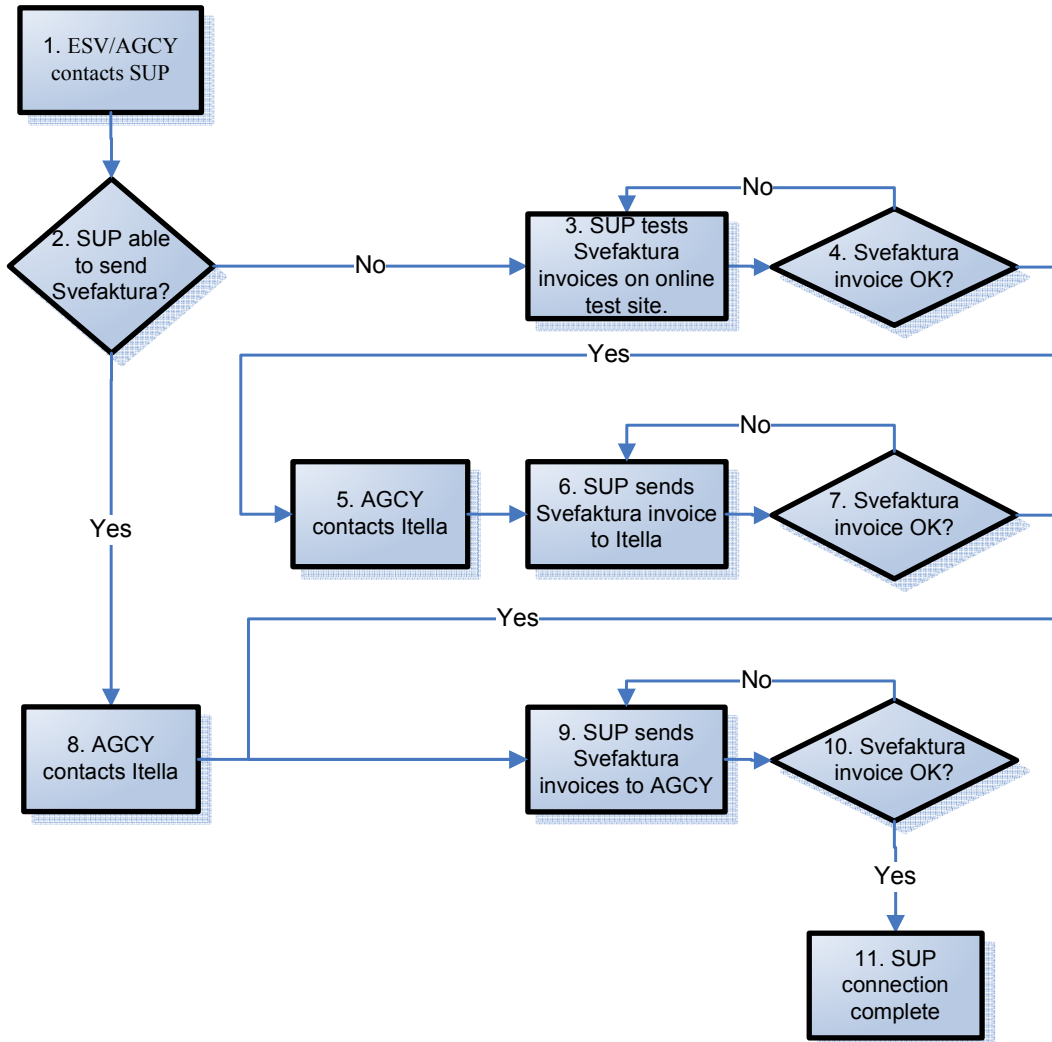 1. ESV/AGCY
contacts SUP
2. SUP able
to send
Svefaktura?
No
3. SUP tests
Svefaktura
invoices on online
test site.
No
4. Svefaktura
invoice OK?
Yes
5. AGCY
contacts Itella
6. SUP sends
Svefaktura invoice
to Itella
No
7. Svefaktura
invoice OK?
Yes
Yes
8. AGCY
contacts Itella
9. SUP sends
Svefaktura
invoices to AGCY
No
10. Svefaktura
invoice OK?
Yes
11. SUP
connection
complete